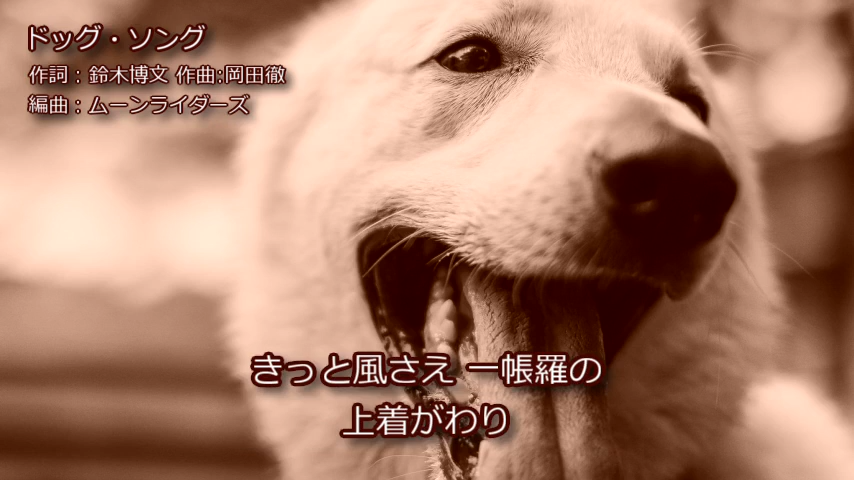 ドッグ・ソング
作詞：鈴木博文 作曲:岡田徹
編曲：ムーンライダーズ
きっと風さえ 一帳羅の
上着がわり